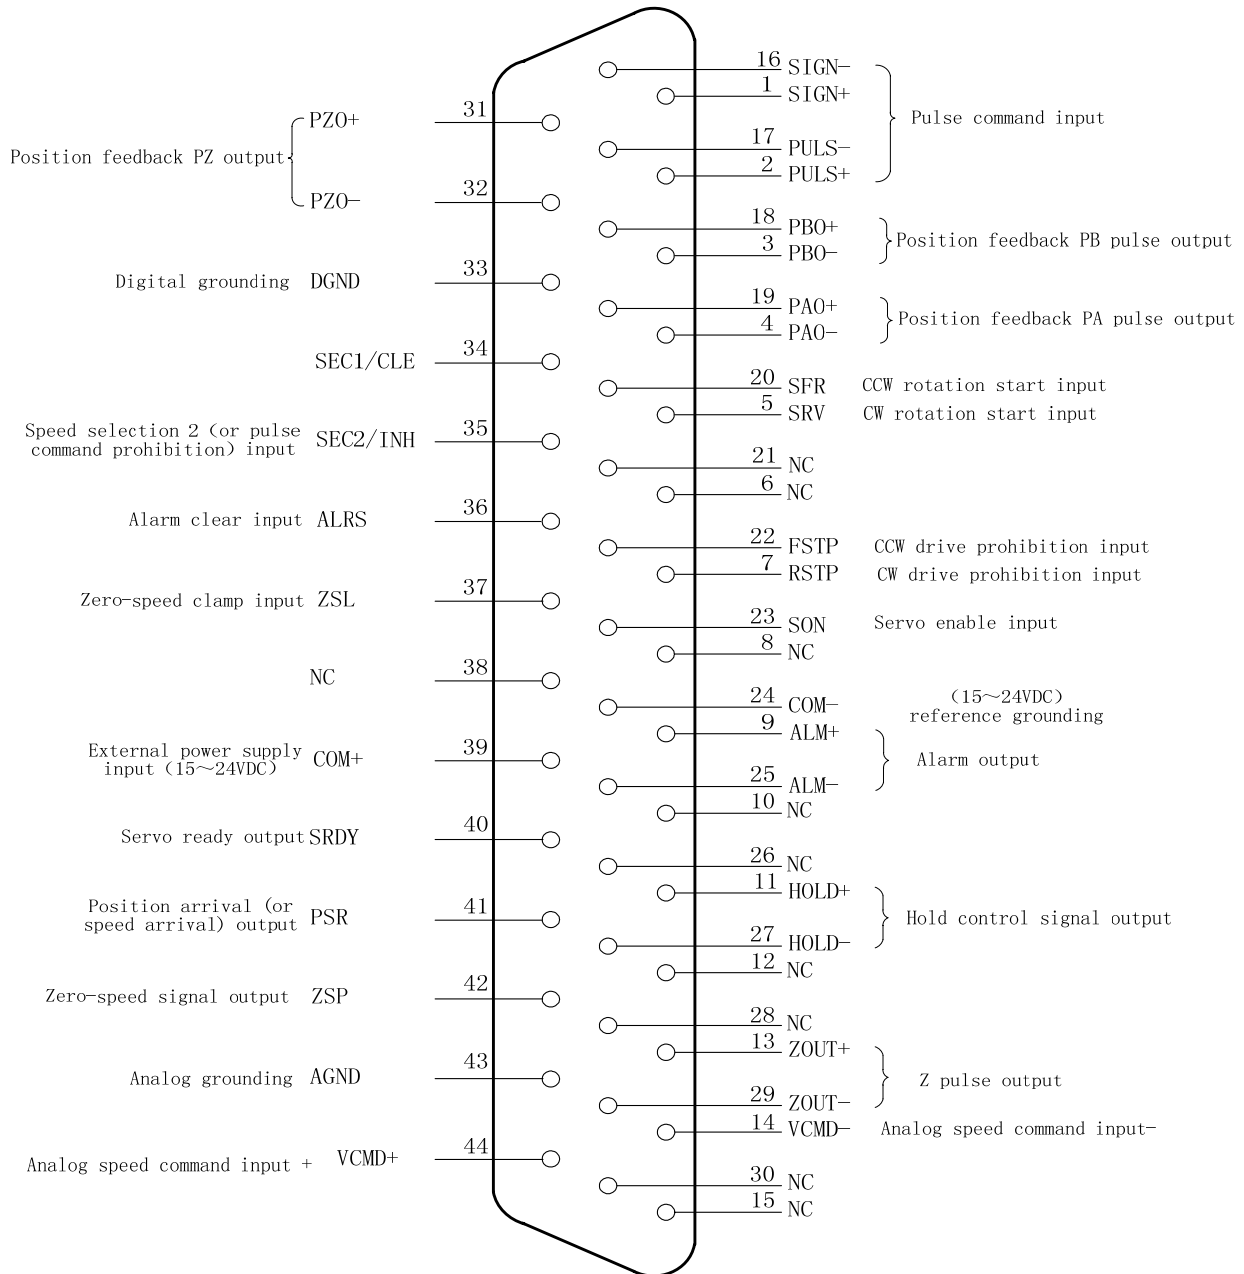 16 SIGN−
1 SIGN+
Pulse command input
17 PULS−
2 PULS+
18 PBO+
3 PBO−
Position feedback PB pulse output
19 PAO+
4 PAO−
Position feedback PA pulse output
20 SFR CCW rotation start input
5 SRV CW rotation start input
21 NC
6 NC
22 FSTP CCW drive prohibition input
7 RSTP CW drive prohibition input
23 SON Servo enable input
8 NC
24 COM− (15～24VDC)
reference grounding
9 ALM+
Alarm output
25 ALM−
10 NC
26 NC
11 HOLD+
Hold control signal output
27 HOLD−
12 NC
28 NC
13 ZOUT+
Z pulse output
29 ZOUT−
14 VCMD− Analog speed command input−
30 NC
15 NC
PZO+ 31
Position feedback PZ output
PZO− 32
Digital grounding DGND 33
SEC1/CLE 34
Speed selection 2 (or pulse
command prohibition) input SEC2/INH 35
Alarm clear input ALRS 36
Zero-speed clamp input ZSL 37
NC 38
External power supply
input (15～24VDC) COM+ 39
Servo ready output SRDY 40
Position arrival (or
speed arrival) output PSR 41
Zero-speed signal output ZSP 42
Analog grounding AGND 43
Analog speed command input + VCMD+ 44